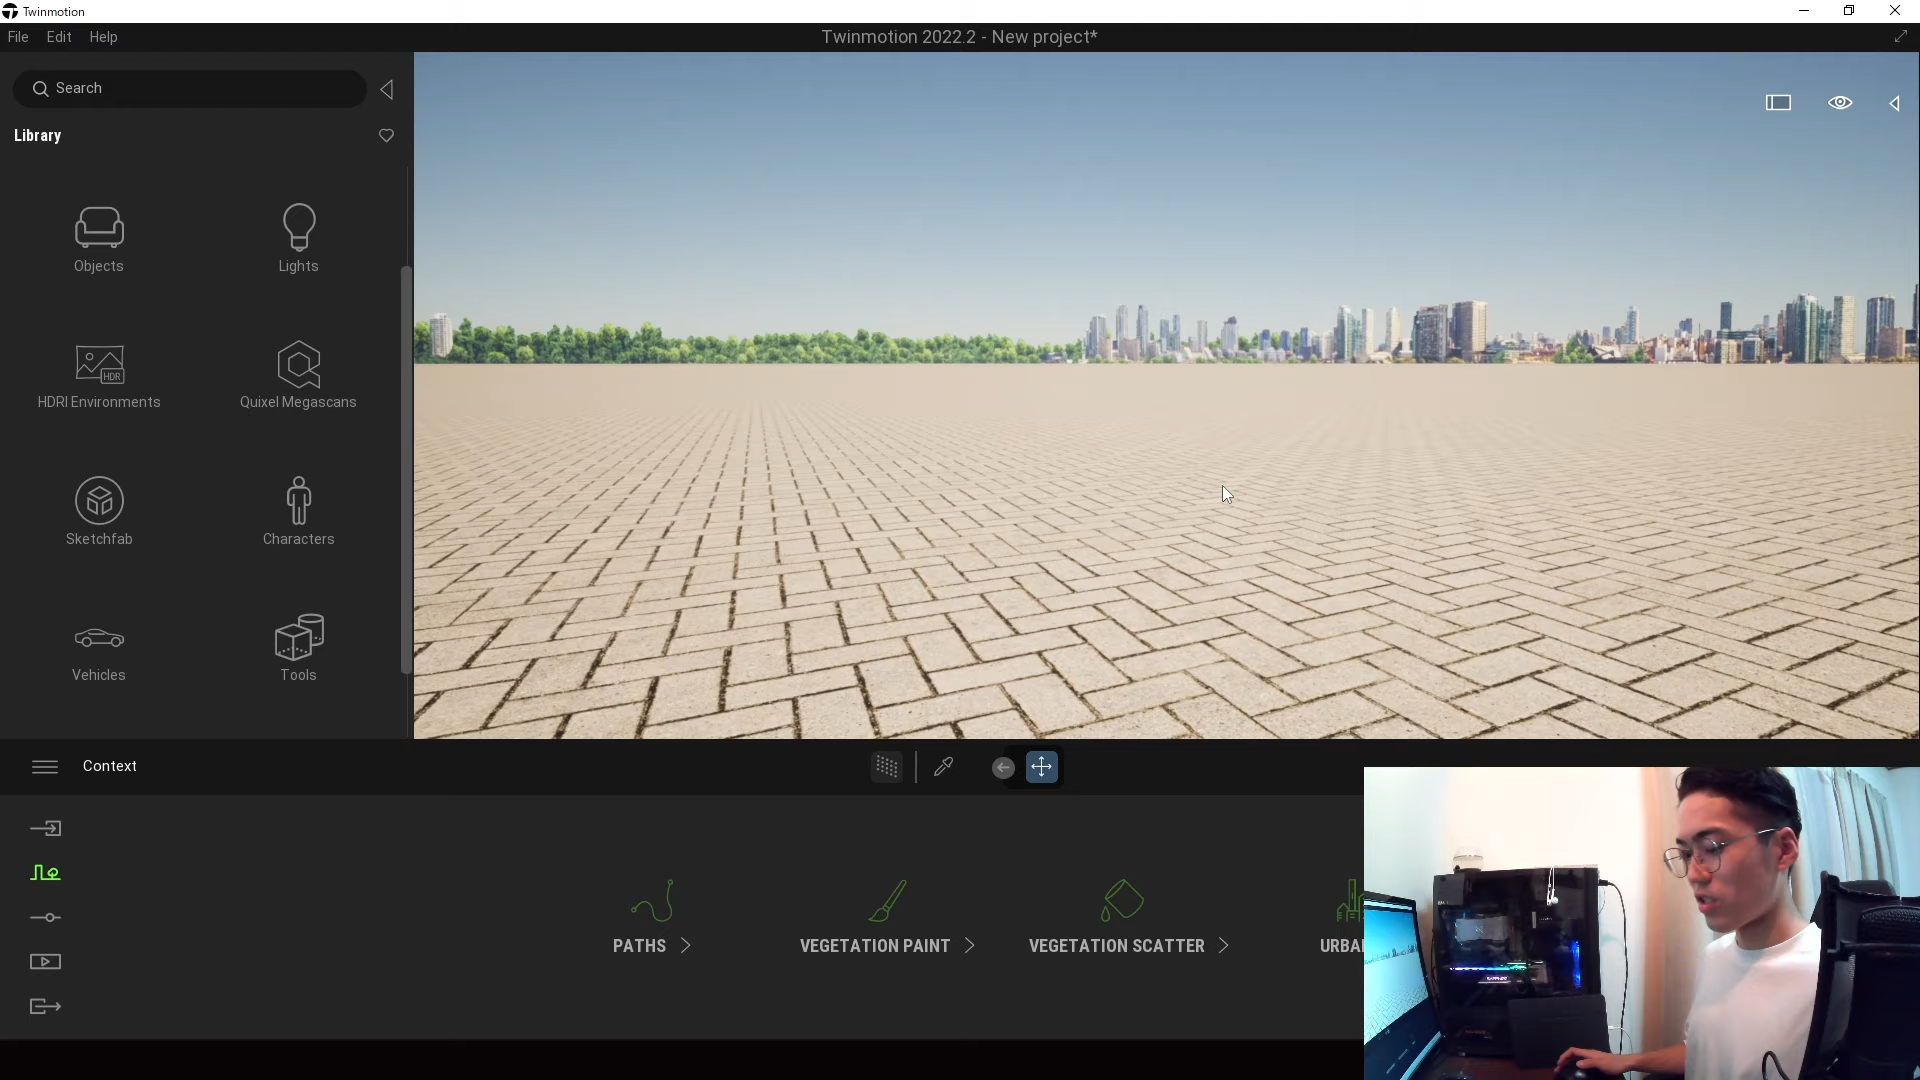 Twinmotion
File Edit Help
Twinmotion 2022.2 - New project*
Search
Library
Objects
Lights
HDR
HDRI Environments
Quixel Megascans
Sketchfab
Characters
Vehicles
Tools
Context
PATHS
VEGETATION PAINT
VEGETATION SCATTER
URBA